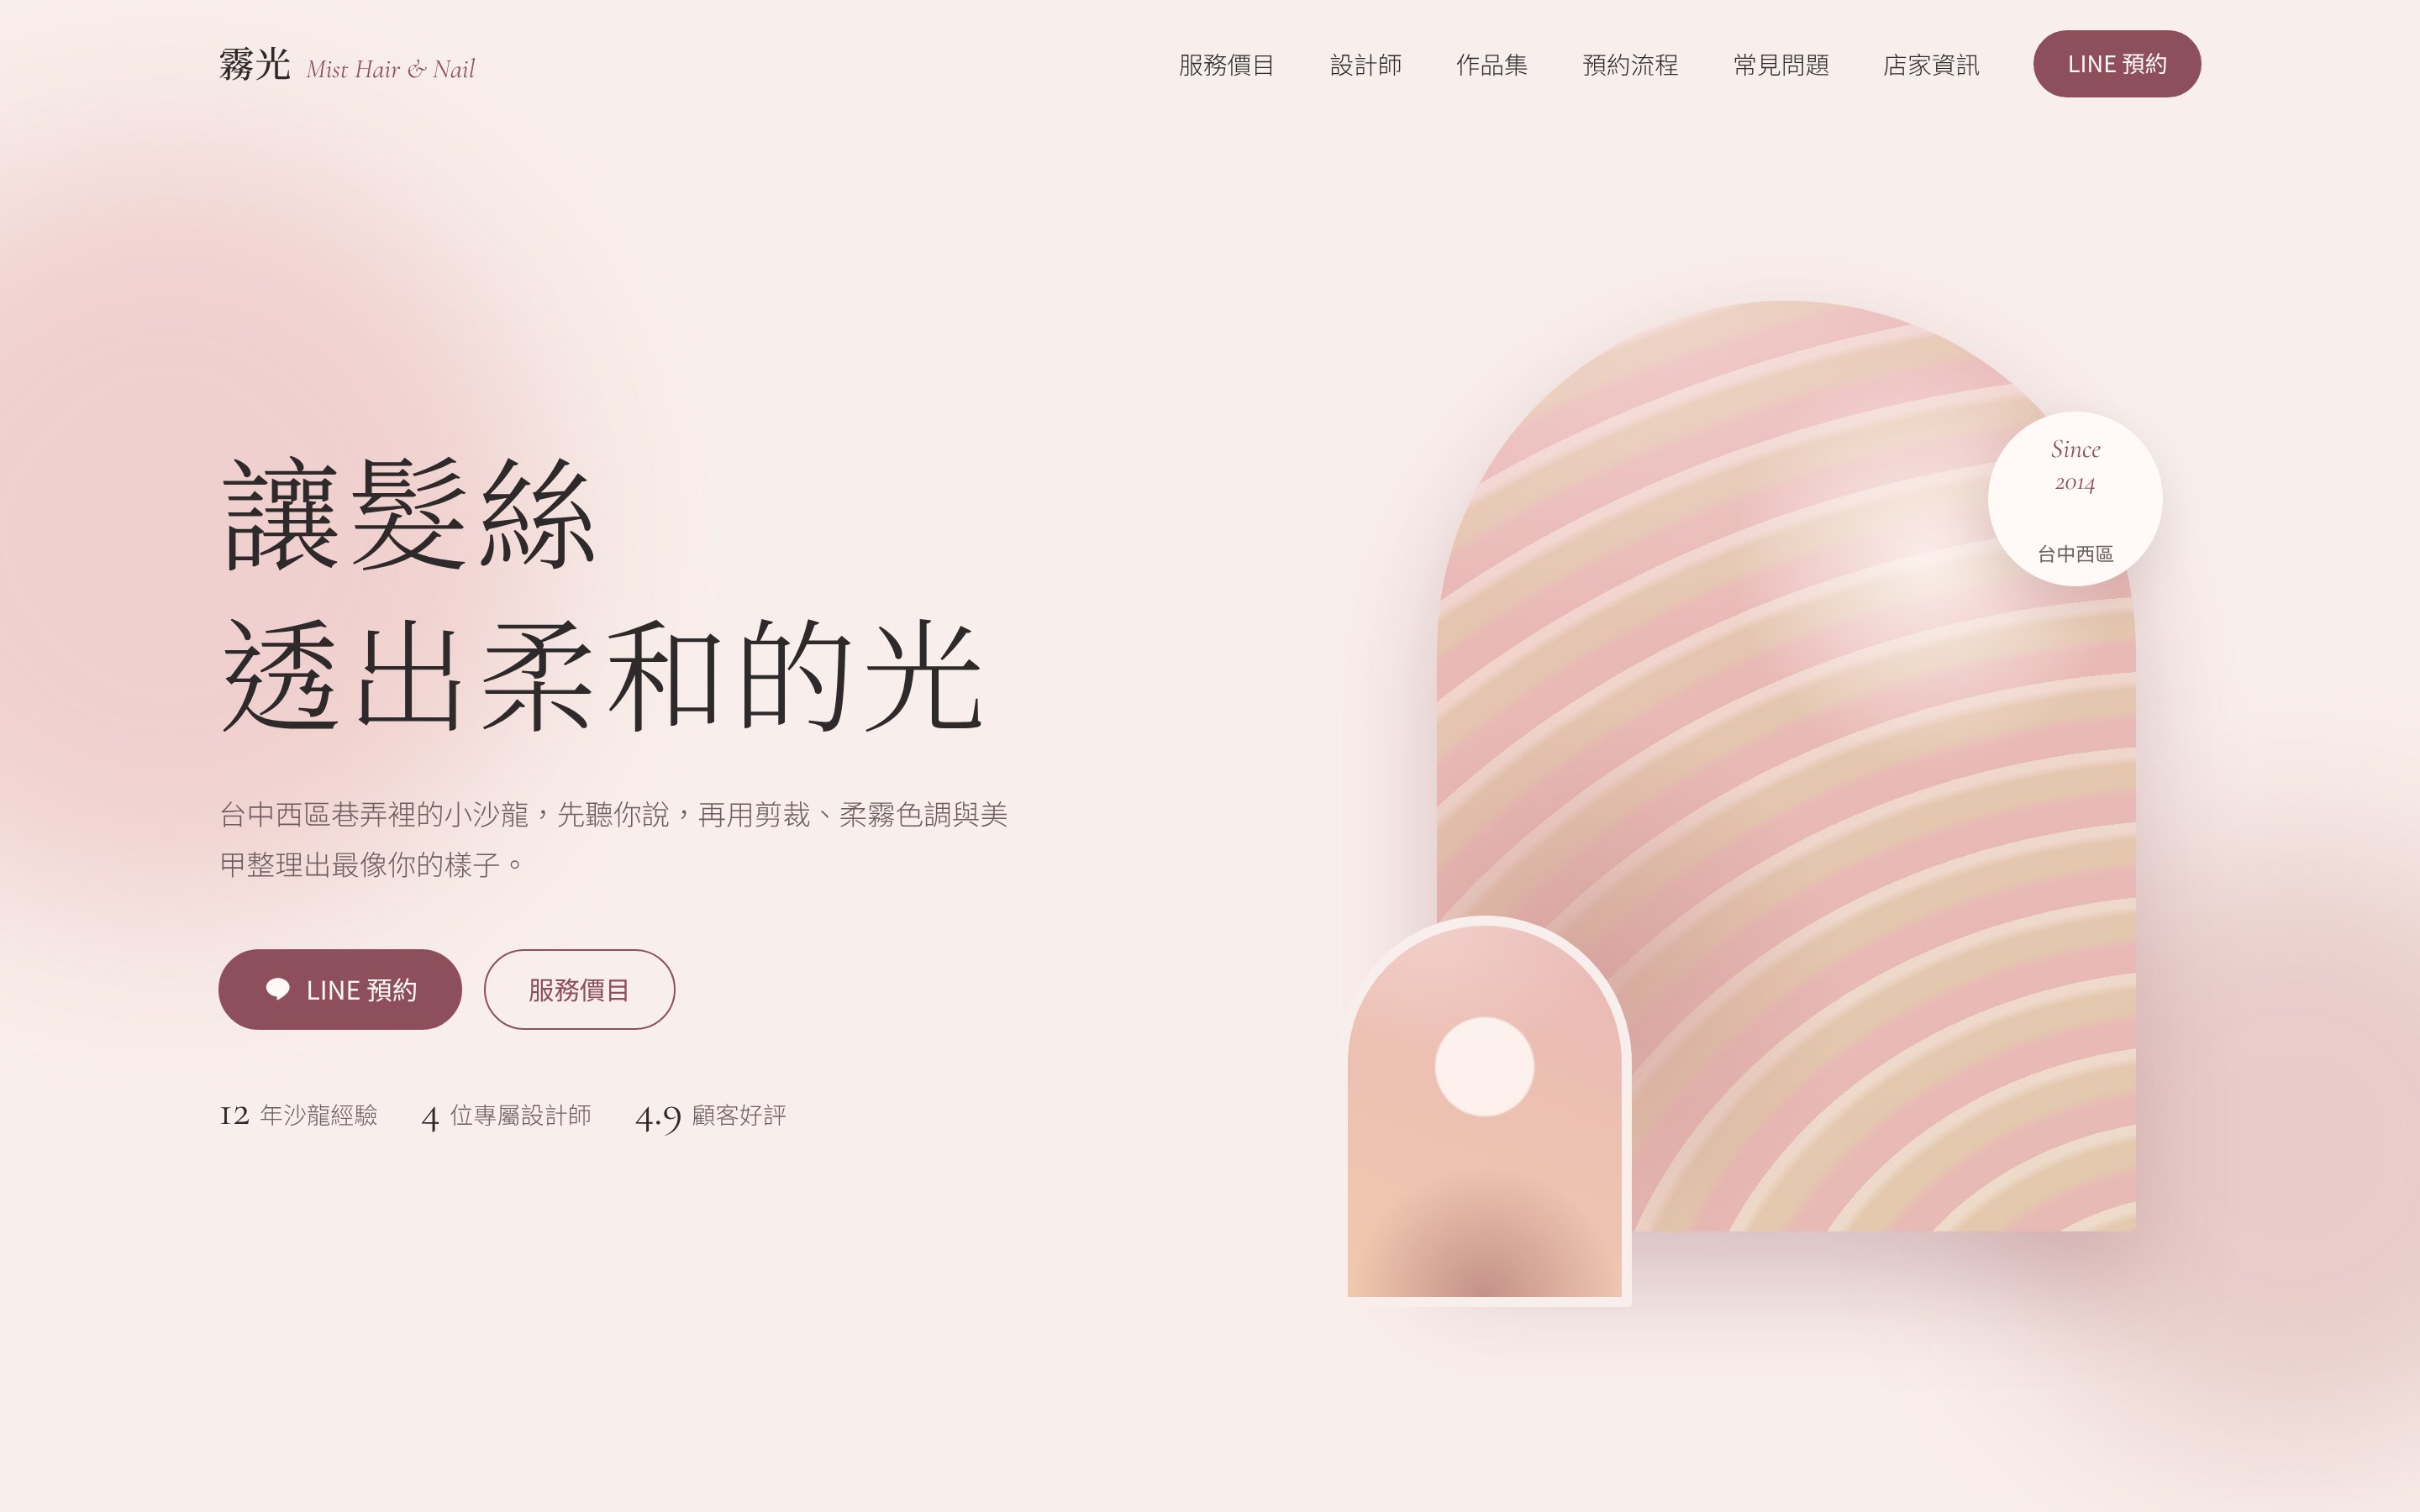 霧光 Mist Hair & Nail
服務價目 設計師 作品集 預約流程 常見問題 店家資訊 LINE 預約
讓髮絲
透出柔和的光
台中西區巷弄裡的小沙龍，先聽你說，再用剪裁、柔霧色調與美
甲整理出最像你的樣子。
LINE 預約 服務價目
12 年沙龍經驗 4 位專屬設計師 4.9 顧客好評
Since
2014
台中西區